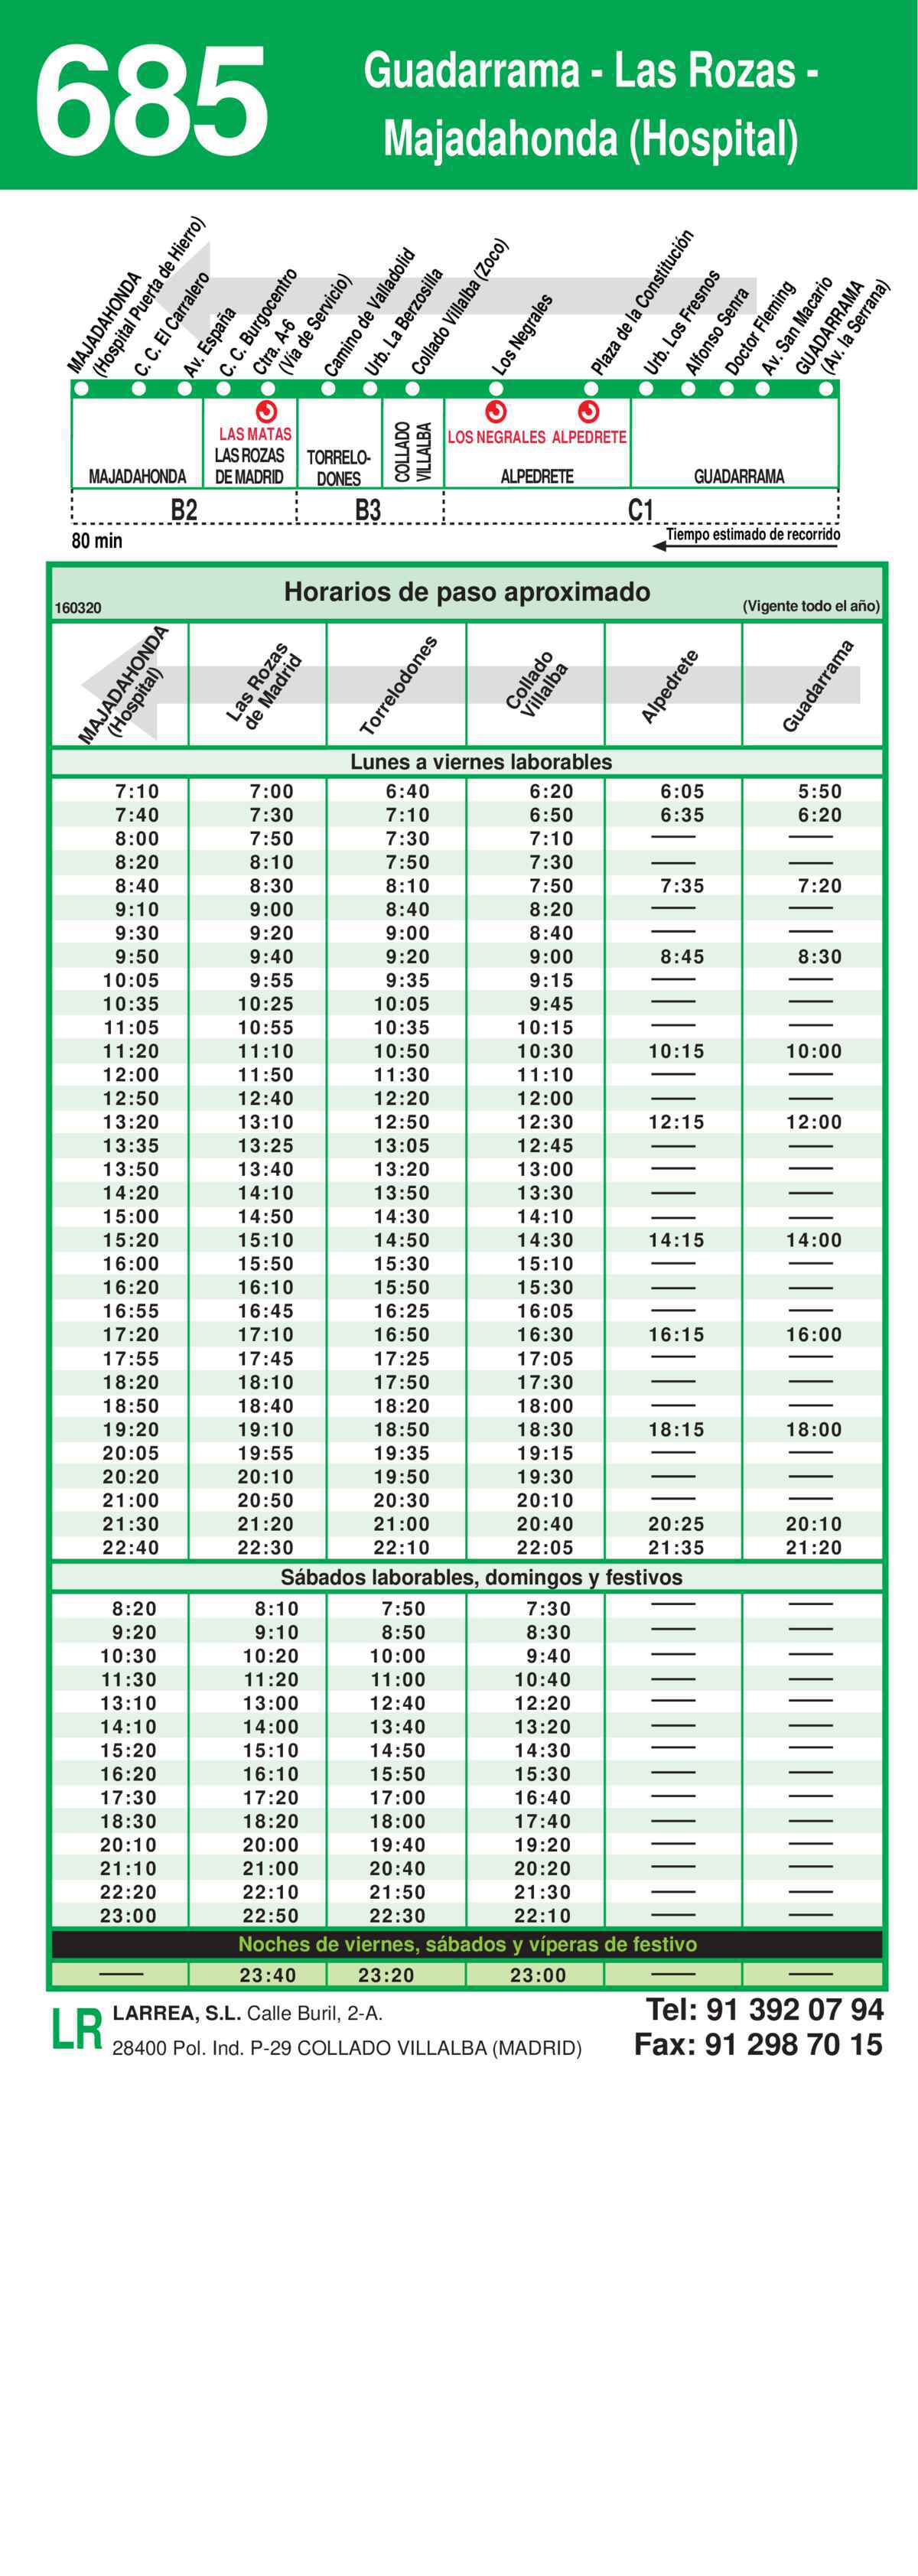 685
Guadarrama - Las Rozas -
Majadahonda (Hospital)
MAJADAHONDA
(Hospital Puerta de Hierro)
C. C. El Carralero
Av. España
C. C. Burgocentro
Ctra. A-6
(Vía de Servicio)
Camino de Valladolid
Urb. La Berzosilla
Collado Villalba (Zoco)
Los Negrales
Plaza de la Constitución
Urb. Los Fresnos
Alfonso Senra
Doctor Fleming
Av. San Macario
GUADARRAMA
(Av. la Serrana)
LAS MATAS
LOS NEGRALES ALPEDRETE
MAJADAHONDA
LAS ROZAS
DE MADRID
TORRELO-
DONES
COLLADO
VILLALBA
ALPEDRETE
GUADARRAMA
B2 B3 C1
80 min
Tiempo estimado de recorrido
Horarios de paso aproximado
160320
(Vigente todo el año)
MAJADAHONDA
(Hospital)
Las Rozas
de Madrid
Torrelodones
Collado
Villalba
Alpedrete
Guadarrama
Lunes a viernes laborables
7:10 7:00 6:40 6:20 6:05 5:50
7:40 7:30 7:10 6:50 6:35 6:20
8:00 7:50 7:30 7:10 — —
8:20 8:10 7:50 7:30 — —
8:40 8:30 8:10 7:50 7:35 7:20
9:10 9:00 8:40 8:20 — —
9:30 9:20 9:00 8:40 — —
9:50 9:40 9:20 9:00 8:45 8:30
10:05 9:55 9:35 9:15 — —
10:35 10:25 10:05 9:45 — —
11:05 10:55 10:35 10:15 — —
11:20 11:10 10:50 10:30 10:15 10:00
12:00 11:50 11:30 11:10 — —
12:50 12:40 12:20 12:00 — —
13:20 13:10 12:50 12:30 12:15 12:00
13:35 13:25 13:05 12:45 — —
13:50 13:40 13:20 13:00 — —
14:20 14:10 13:50 13:30 — —
15:00 14:50 14:30 14:10 — —
15:20 15:10 14:50 14:30 14:15 14:00
16:00 15:50 15:30 15:10 — —
16:20 16:10 15:50 15:30 — —
16:55 16:45 16:25 16:05 — —
17:20 17:10 16:50 16:30 16:15 16:00
17:55 17:45 17:25 17:05 — —
18:20 18:10 17:50 17:30 — —
18:50 18:40 18:20 18:00 — —
19:20 19:10 18:50 18:30 18:15 18:00
20:05 19:55 19:35 19:15 — —
20:20 20:10 19:50 19:30 — —
21:00 20:50 20:30 20:10 — —
21:30 21:20 21:00 20:40 20:25 20:10
22:40 22:30 22:10 22:05 21:35 21:20
Sábados laborables, domingos y festivos
8:20 8:10 7:50 7:30 — —
9:20 9:10 8:50 8:30 — —
10:30 10:20 10:00 9:40 — —
11:30 11:20 11:00 10:40 — —
13:10 13:00 12:40 12:20 — —
14:10 14:00 13:40 13:20 — —
15:20 15:10 14:50 14:30 — —
16:20 16:10 15:50 15:30 — —
17:30 17:20 17:00 16:40 — —
18:30 18:20 18:00 17:40 — —
20:10 20:00 19:40 19:20 — —
21:10 21:00 20:40 20:20 — —
22:20 22:10 21:50 21:30 — —
23:00 22:50 22:30 22:10 — —
Noches de viernes, sábados y víperas de festivo
— 23:40 23:20 23:00 — —
LR
LARREA, S.L. Calle Buril, 2-A.
28400 Pol. Ind. P-29 COLLADO VILLALBA (MADRID)
Tel: 91 392 07 94
Fax: 91 298 70 15